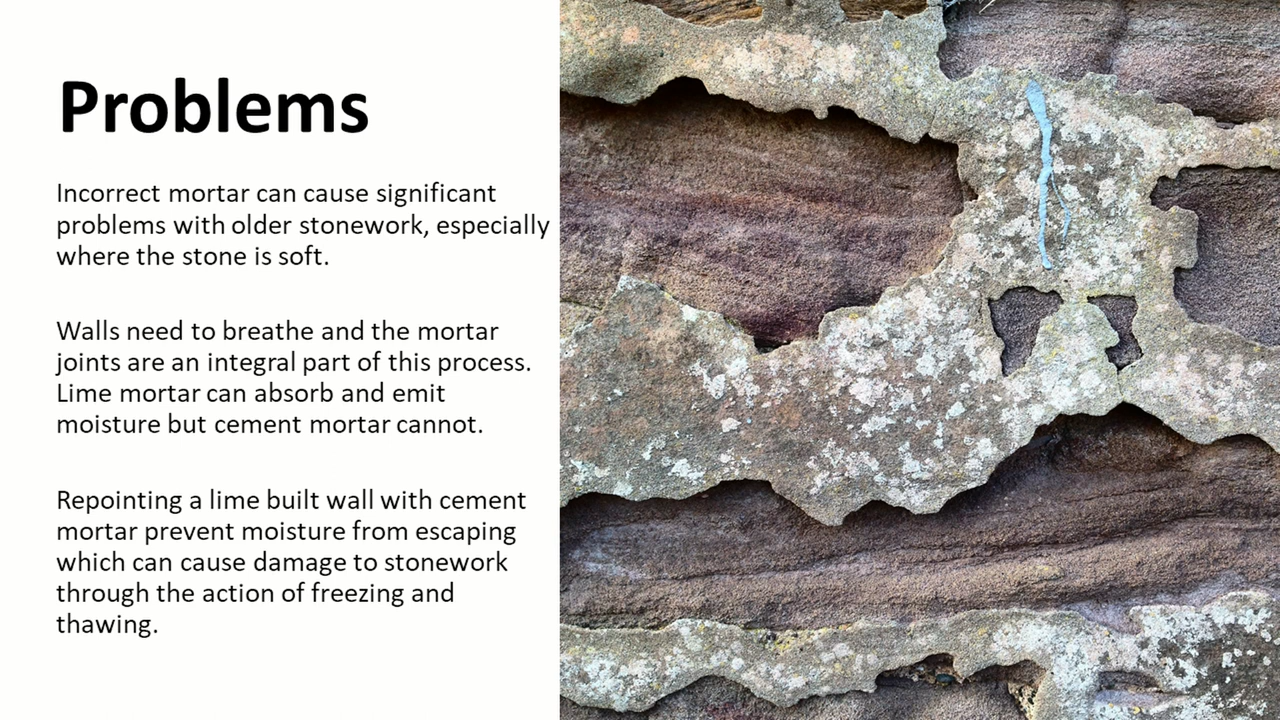 Problems
Incorrect mortar can cause significant
problems with older stonework, especially
where the stone is soft.
Walls need to breathe and the mortar
joints are an integral part of this process.
Lime mortar can absorb and emit
moisture but cement mortar cannot.
Repointing a lime built wall with cement
mortar prevent moisture from escaping
which can cause damage to stonework
through the action of freezing and
thawing.